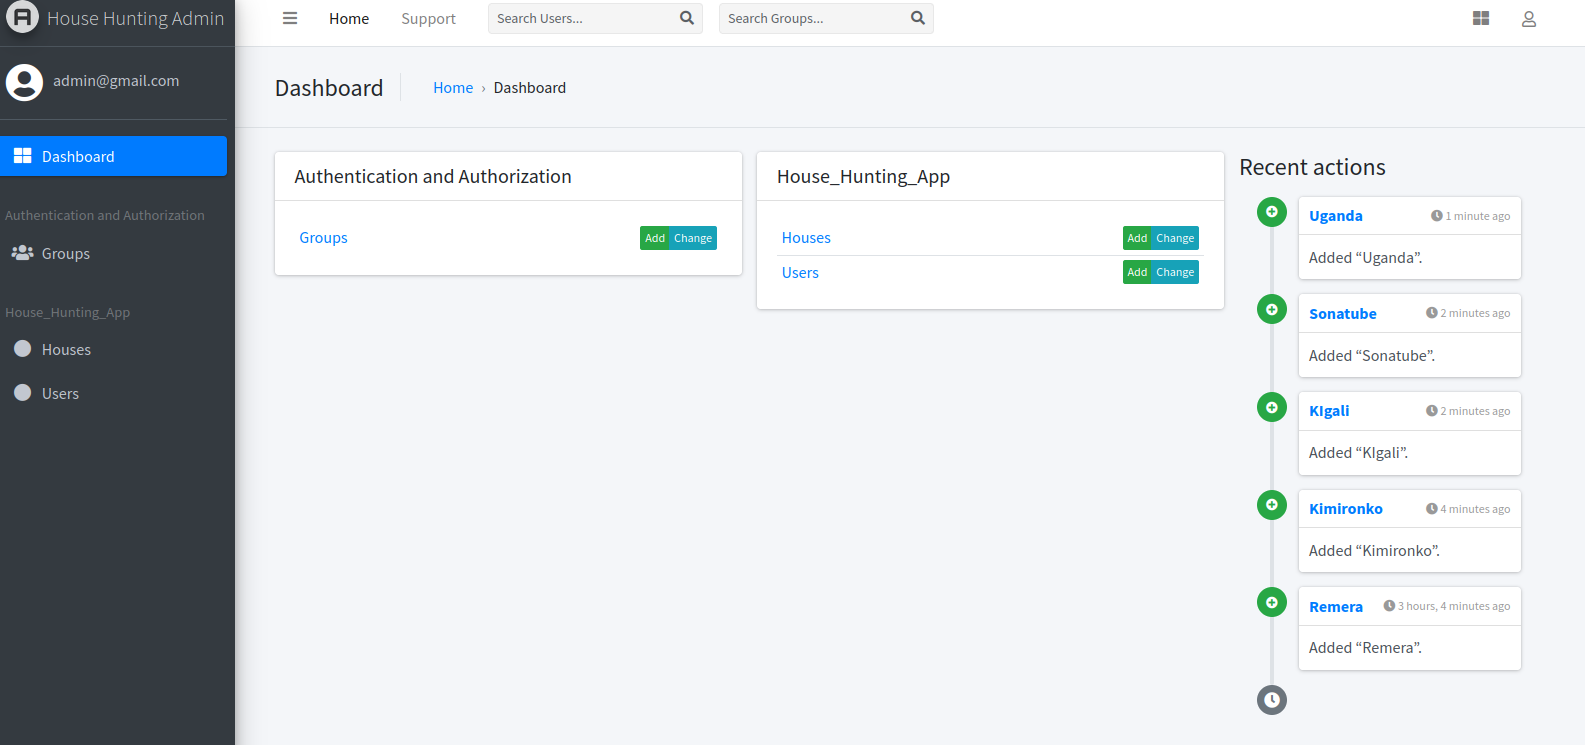 House Hunting Admin
Home Support Search Users... Search Groups...
admin@gmail.com
Dashboard
Authentication and Authorization
Groups
House_Hunting_App
Houses
Users
Dashboard
Home › Dashboard
Authentication and Authorization
Groups Add Change
House_Hunting_App
Houses Add Change
Users Add Change
Recent actions
Uganda 1 minute ago
Added “Uganda”.
Sonatube 2 minutes ago
Added “Sonatube”.
KIgali 2 minutes ago
Added “KIgali”.
Kimironko 4 minutes ago
Added “Kimironko”.
Remera 3 hours, 4 minutes ago
Added “Remera”.